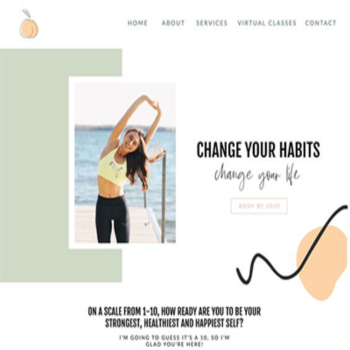 HOME ABOUT SERVICES VIRTUAL CLASSES CONTACT
CHANGE YOUR HABITS
change your life
BODY BY JOJO
ON A SCALE FROM 1-10, HOW READY ARE YOU TO BE YOUR
STRONGEST, HEALTHIEST AND HAPPIEST SELF?
I'M GOING TO GUESS IT'S A 10, SO I'M
GLAD YOU'RE HERE!